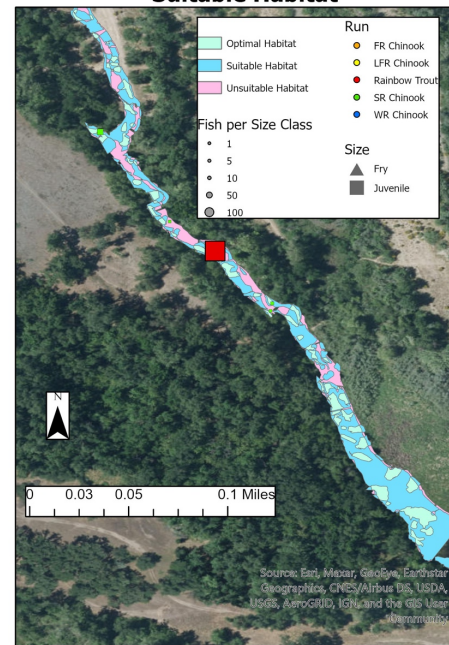 Suitable Habitat
Optimal Habitat
Suitable Habitat
Unsuitable Habitat
Fish per Size Class
1
5
10
50
100
Run
FR Chinook
LFR Chinook
Rainbow Trout
SR Chinook
WR Chinook
Size
Fry
Juvenile
N
0 0.03 0.05 0.1 Miles
Source: Esri, Maxar, GeoEye, Earthstar
Geographics, CNES/Airbus DS, USDA,
USGS, AeroGRID, IGN, and the GIS User
Community